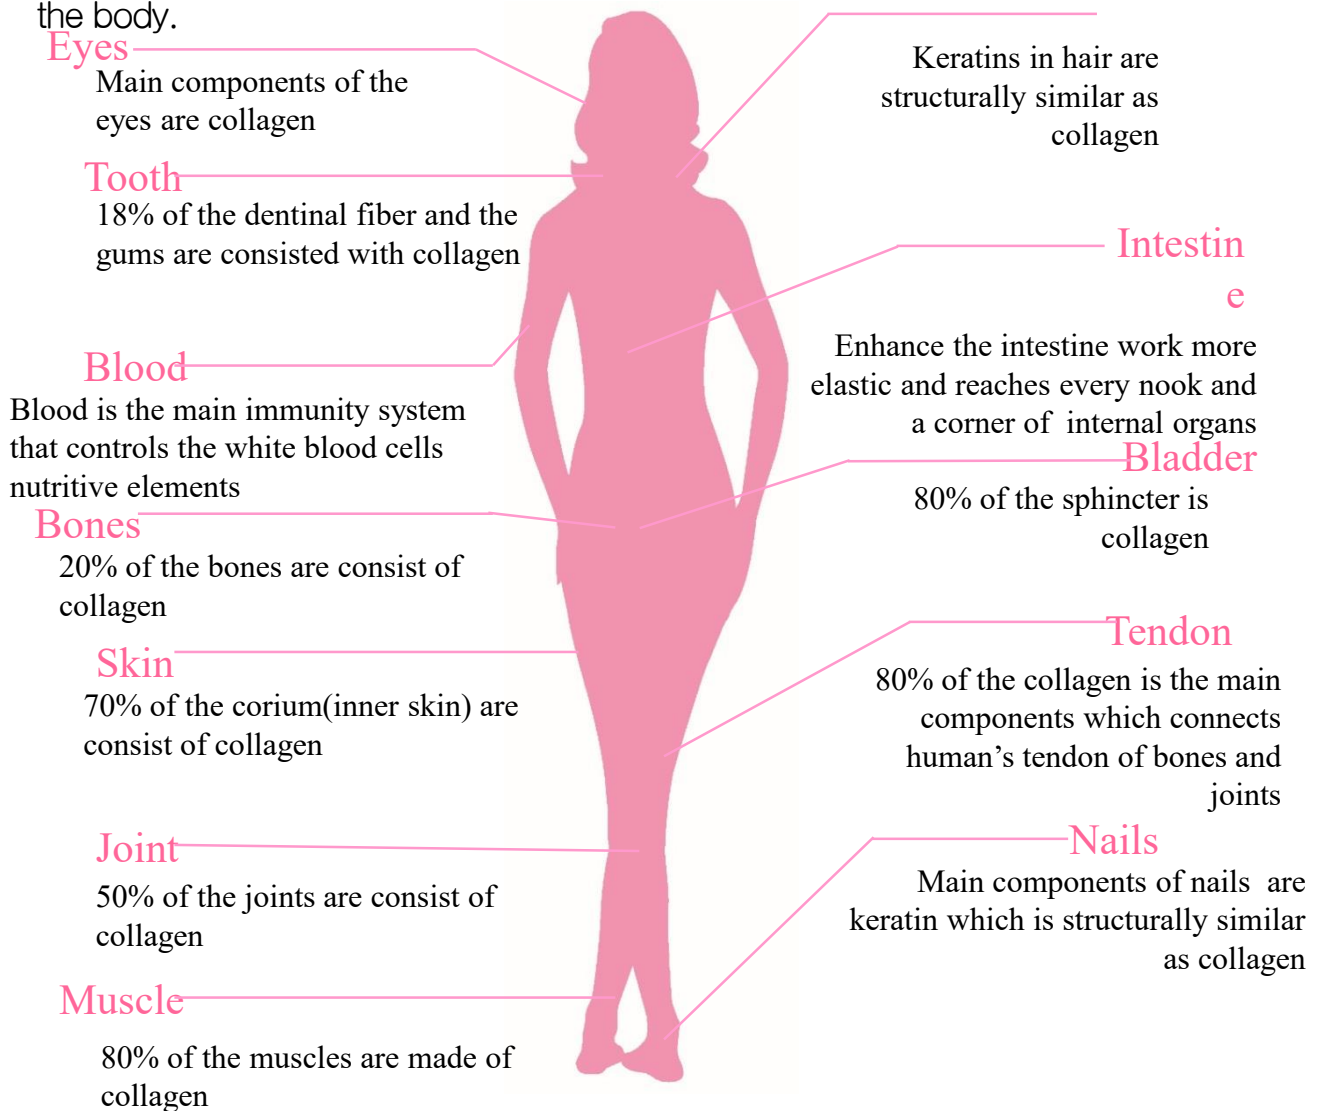 the body.
Eyes
Main components of the
eyes are collagen
Tooth
18% of the dentinal fiber and the
gums are consisted with collagen
Blood
Blood is the main immunity system
that controls the white blood cells
nutritive elements
Bones
20% of the bones are consist of
collagen
Skin
70% of the corium(inner skin) are
consist of collagen
Joint
50% of the joints are consist of
collagen
Muscle
80% of the muscles are made of
collagen
Keratins in hair are
structurally similar as
collagen
Intestin
e
Enhance the intestine work more
elastic and reaches every nook and
a corner of  internal organs
Bladder
80% of the sphincter is
collagen
Tendon
80% of the collagen is the main
components which connects
human’s tendon of bones and
joints
Nails
Main components of nails  are
keratin which is structurally similar
as collagen